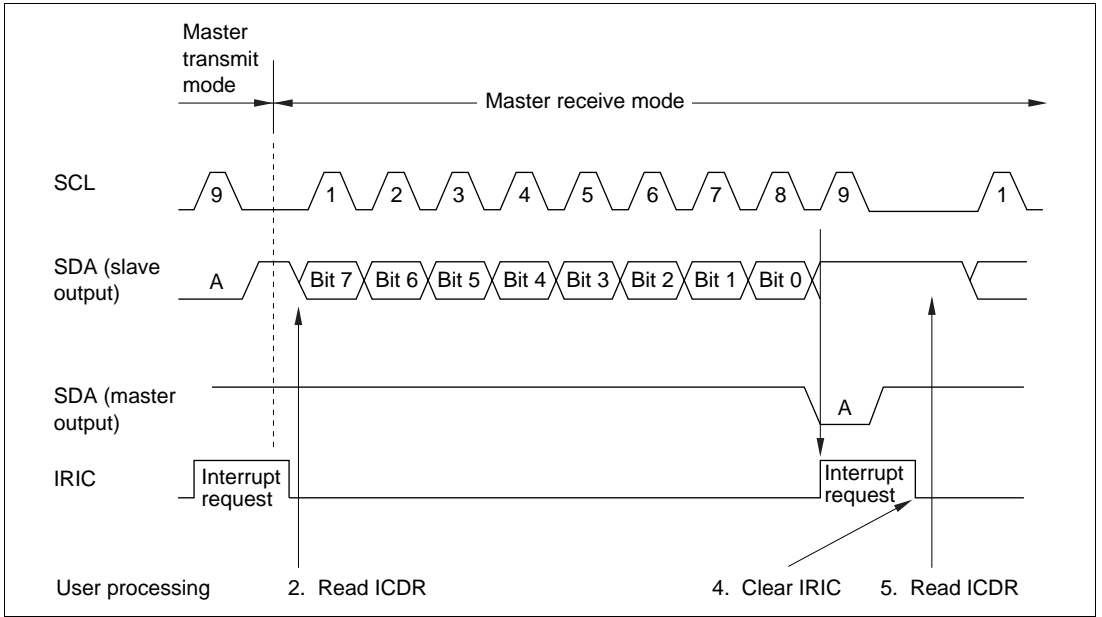 Master
transmit
mode
Master receive mode
SCL
9 1 2 3 4 5 6 7 8 9 1
SDA (slave
output)
A Bit 7 Bit 6 Bit 5 Bit 4 Bit 3 Bit 2 Bit 1 Bit 0
SDA (master
output)
A
IRIC
Interrupt
request
Interrupt
request
User processing
2. Read ICDR
4. Clear IRIC
5. Read ICDR